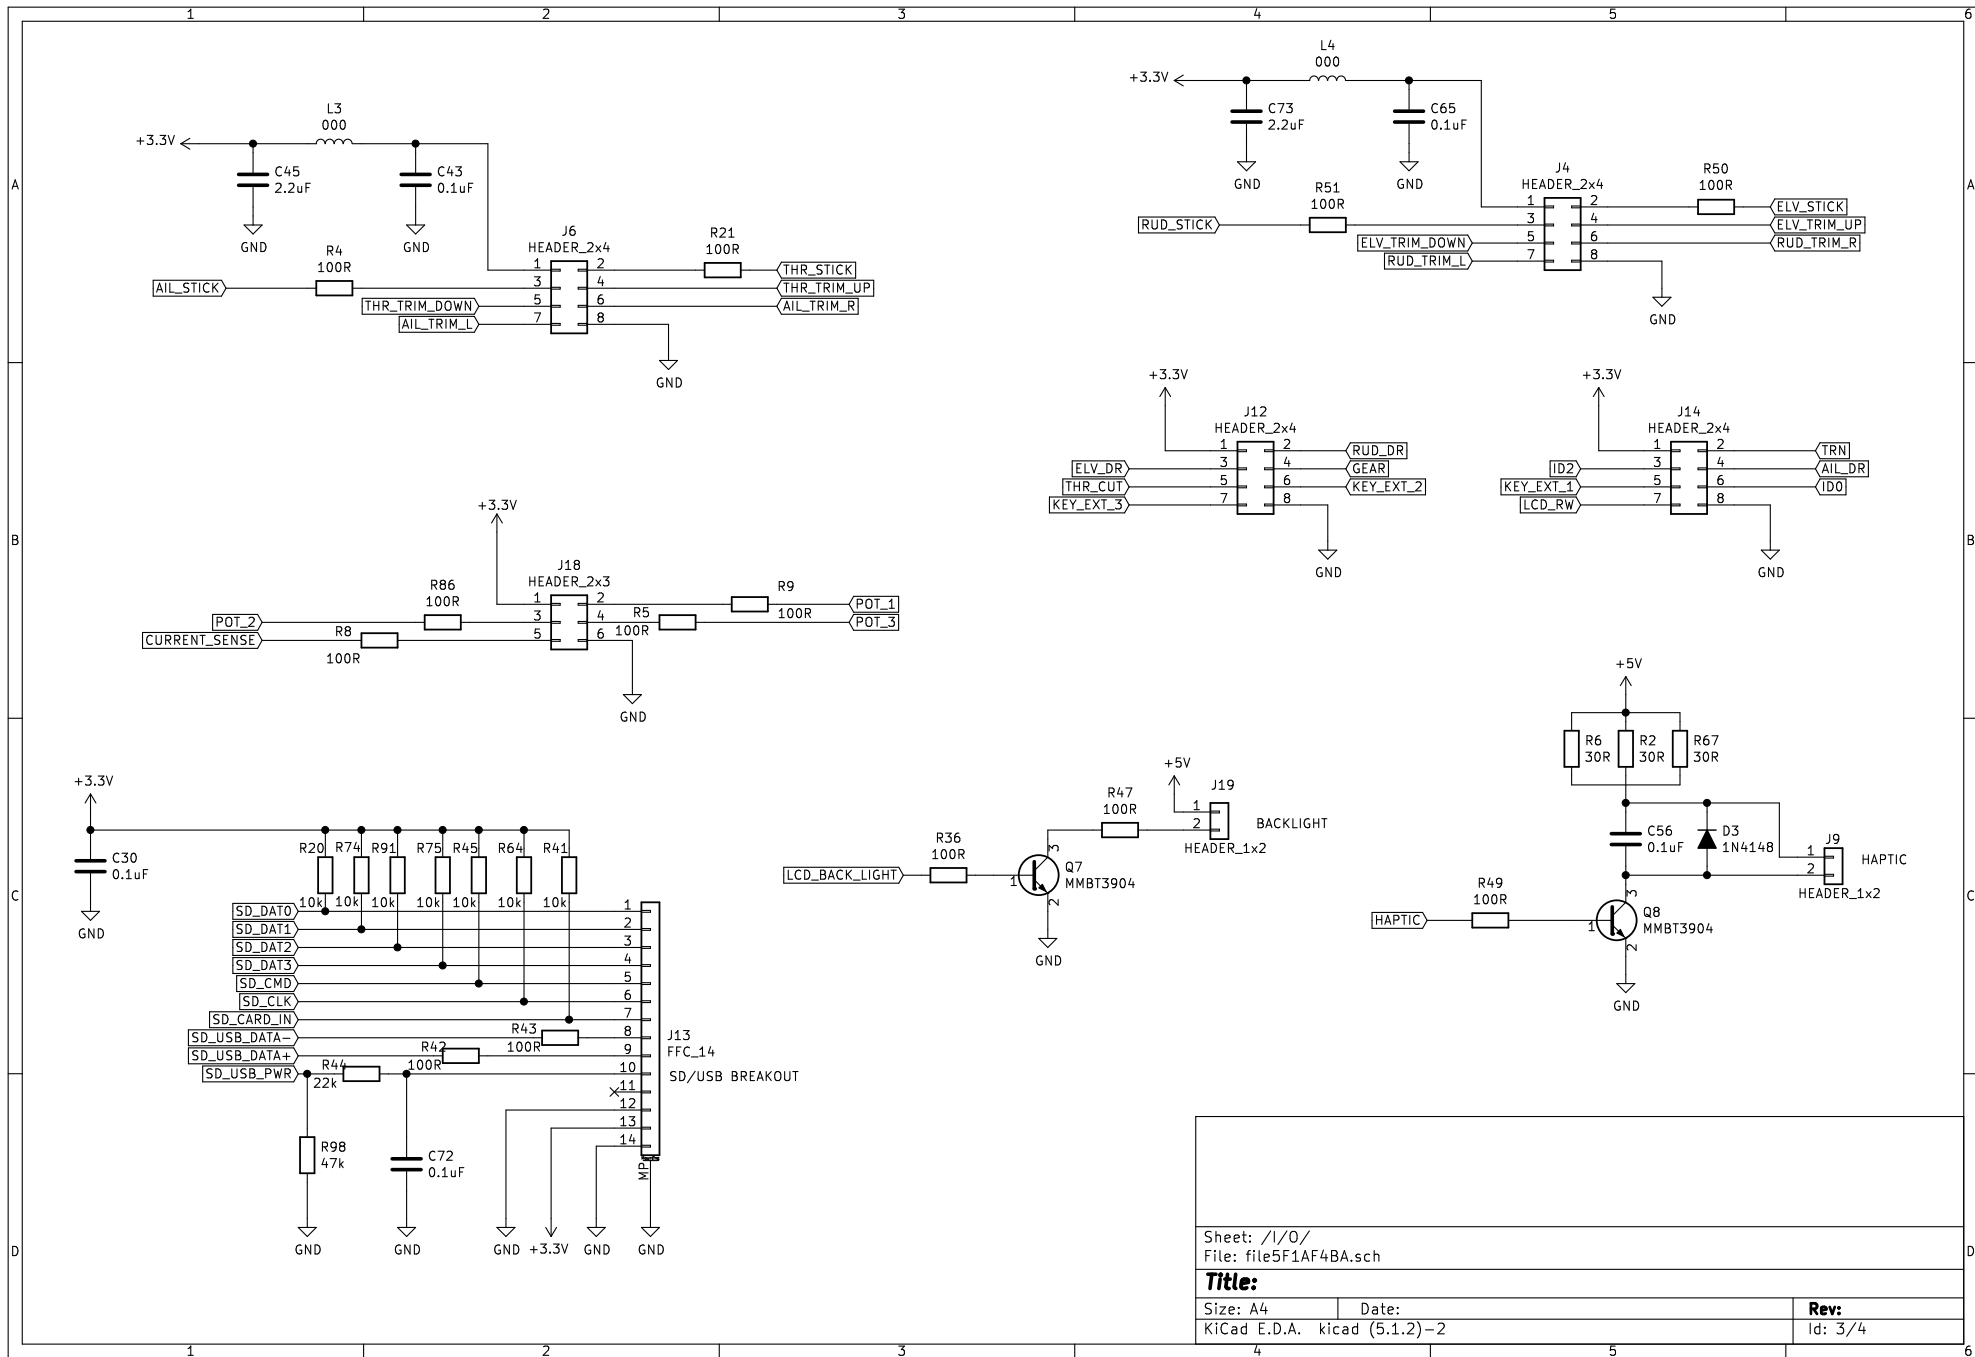 1 2 3 4 5 6
A
L3
000
+3.3V
C45
2.2uF
GND
C43
0.1uF
GND
R4
100R
AIL_STICK
J6
HEADER_2x4
1 2
3 4
5 6
7 8
THR_TRIM_DOWN
AIL_TRIM_L
R21
100R
THR_STICK
THR_TRIM_UP
AIL_TRIM_R
GND
L4
000
+3.3V
C73
2.2uF
GND
C65
0.1uF
GND
R51
100R
RUD_STICK
J4
HEADER_2x4
1 2
3 4
5 6
7 8
ELV_TRIM_DOWN
RUD_TRIM_L
R50
100R
ELV_STICK
ELV_TRIM_UP
RUD_TRIM_R
GND
A
B
+3.3V
J12
HEADER_2x4
1 2
3 4
5 6
7 8
ELV_DR
THR_CUT
KEY_EXT_3
RUD_DR
GEAR
KEY_EXT_2
GND
+3.3V
J14
HEADER_2x4
1 2
3 4
5 6
7 8
ID2
KEY_EXT_1
LCD_RW
TRN
AIL_DR
ID0
GND
B
+3.3V
J18
HEADER_2x3
1 2
3 4
5 6
R86
100R
POT_2
CURRENT_SENSE
R8
100R
R9
100R
R5
100R
POT_1
POT_3
GND
C
+3.3V
C30
0.1uF
GND
R20 R74 R91 R75 R45 R64 R41
10k 10k 10k 10k 10k 10k 10k
SD_DAT0 1
SD_DAT1 2
SD_DAT2 3
SD_DAT3 4
SD_CMD 5
SD_CLK 6
SD_CARD_IN 7
SD_USB_DATA- R43 8
100R
SD_USB_DATA+ R42 9
100R
SD_USB_PWR R44 10
22k
11
12
13
14
MP
J13
FFC_14
SD/USB BREAKOUT
R98
47k
C72
0.1uF
GND GND GND +3.3V GND GND
LCD_BACK_LIGHT
R36
100R
1
3
2
Q7
MMBT3904
GND
R47
100R
+5V
J19
1
2
HEADER_1x2
BACKLIGHT
+5V
R6
30R
R2
30R
R67
30R
C56
0.1uF
D3
1N4148
J9
1
2
HEADER_1x2
HAPTIC
HAPTIC
R49
100R
1
3
2
Q8
MMBT3904
GND
C
D
Sheet: /I/O/
File: file5F1AF4BA.sch
Title:
Size: A4 Date: Rev:
KiCad E.D.A. kicad (5.1.2)-2 Id: 3/4
D
1 2 3 4 5 6